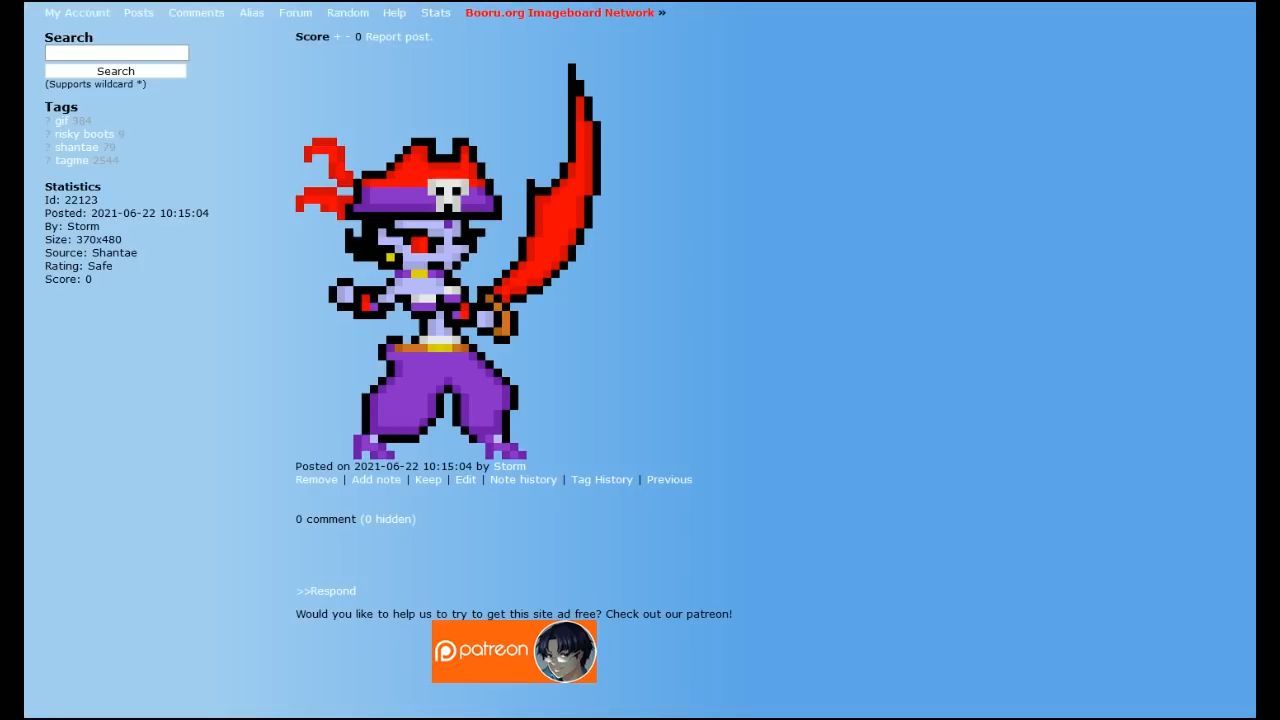 My Account Posts Comments Alias Forum Random Help Stats Booru.org Imageboard Network »
Search
Search
(Supports wildcard *)
Tags
? gif 384
? risky boots 9
? shantae 79
? tagme 2544
Statistics
Id: 22123
Posted: 2021-06-22 10:15:04
By: Storm
Size: 370x480
Source: Shantae
Rating: Safe
Score: 0
Score + - 0 Report post.
Posted on 2021-06-22 10:15:04 by Storm
Remove | Add note | Keep | Edit | Note history | Tag History | Previous
0 comment (0 hidden)
>>Respond
Would you like to help us to try to get this site ad free? Check out our patreon!
patreon